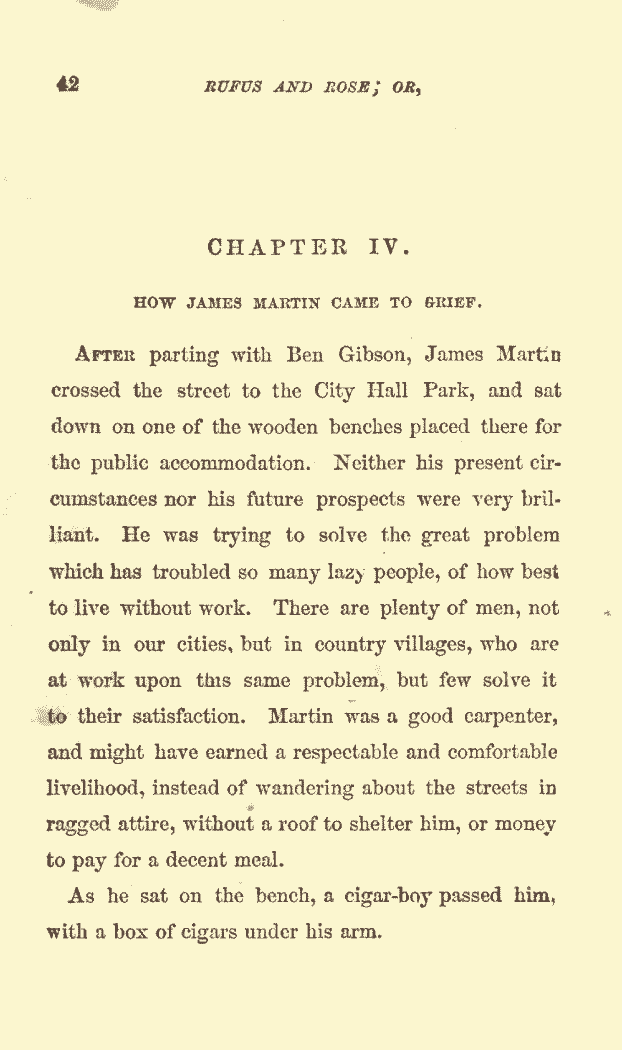 42 RUFUS AND ROSE; OR,
CHAPTER IV.
HOW JAMES MARTIN CAME TO GRIEF.
AFTER parting with Ben Gibson, James Martin
crossed the street to the City Hall Park, and sat
down on one of the wooden benches placed there for
the public accommodation. Neither his present cir-
cumstances nor his future prospects were very bril-
liant. He was trying to solve the great problem
which has troubled so many lazy people, of how best
to live without work. There are plenty of men, not
only in our cities, but in country villages, who are
at work upon this same problem, but few solve it
to their satisfaction. Martin was a good carpenter,
and might have earned a respectable and comfortable
livelihood, instead of wandering about the streets in
ragged attire, without a roof to shelter him, or money
to pay for a decent meal.
As he sat on the bench, a cigar-boy passed him,
with a box of cigars under his arm.